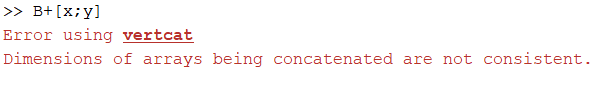 >> B+[x;y]
Error using vertcat
Dimensions of arrays being concatenated are not consistent.